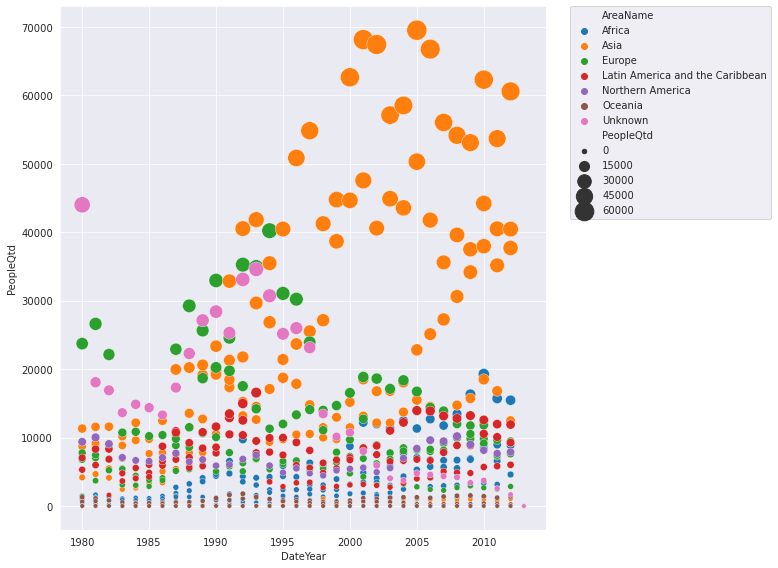 70000
60000
50000
40000
30000
20000
10000
0
PeopleQtd
1980
1985
1990
1995
2000
2005
2010
DateYear
AreaName
Africa
Asia
Europe
Latin America and the Caribbean
Northern America
Oceania
Unknown
PeopleQtd
0
15000
30000
45000
60000